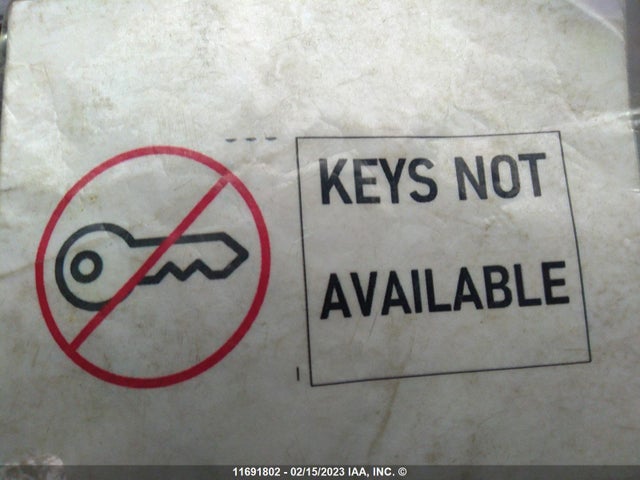 KEYS NOT
AVAILABLE
11691802 - 02/15/2023 IAA, INC. ©